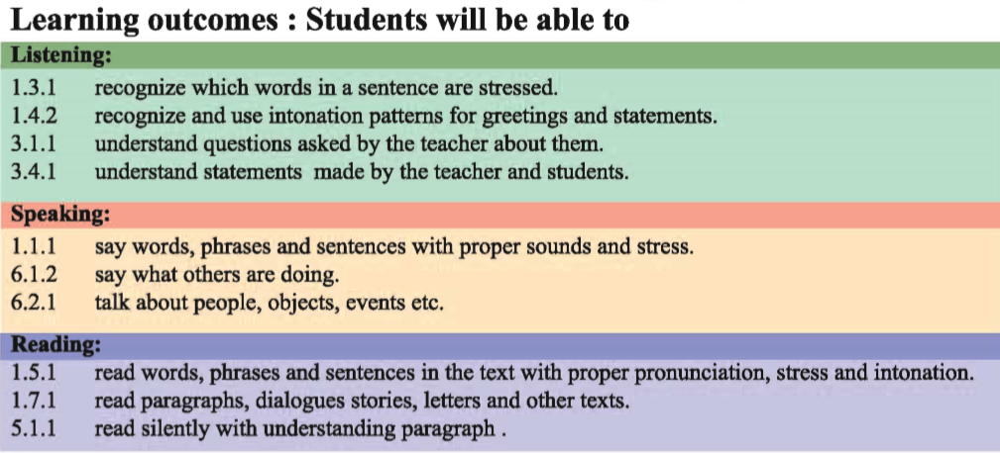 Learning outcomes : Students will be able to
Listening:
1.3.1 recognize which words in a sentence are stressed.
1.4.2 recognize and use intonation patterns for greetings and statements.
3.1.1 understand questions asked by the teacher about them.
3.4.1 understand statements made by the teacher and students.
Speaking:
1.1.1 say words, phrases and sentences with proper sounds and stress.
6.1.2 say what others are doing.
6.2.1 talk about people, objects, events etc.
Reading:
1.5.1 read words, phrases and sentences in the text with proper pronunciation, stress and intonation.
1.7.1 read paragraphs, dialogues stories, letters and other texts.
5.1.1 read silently with understanding paragraph .